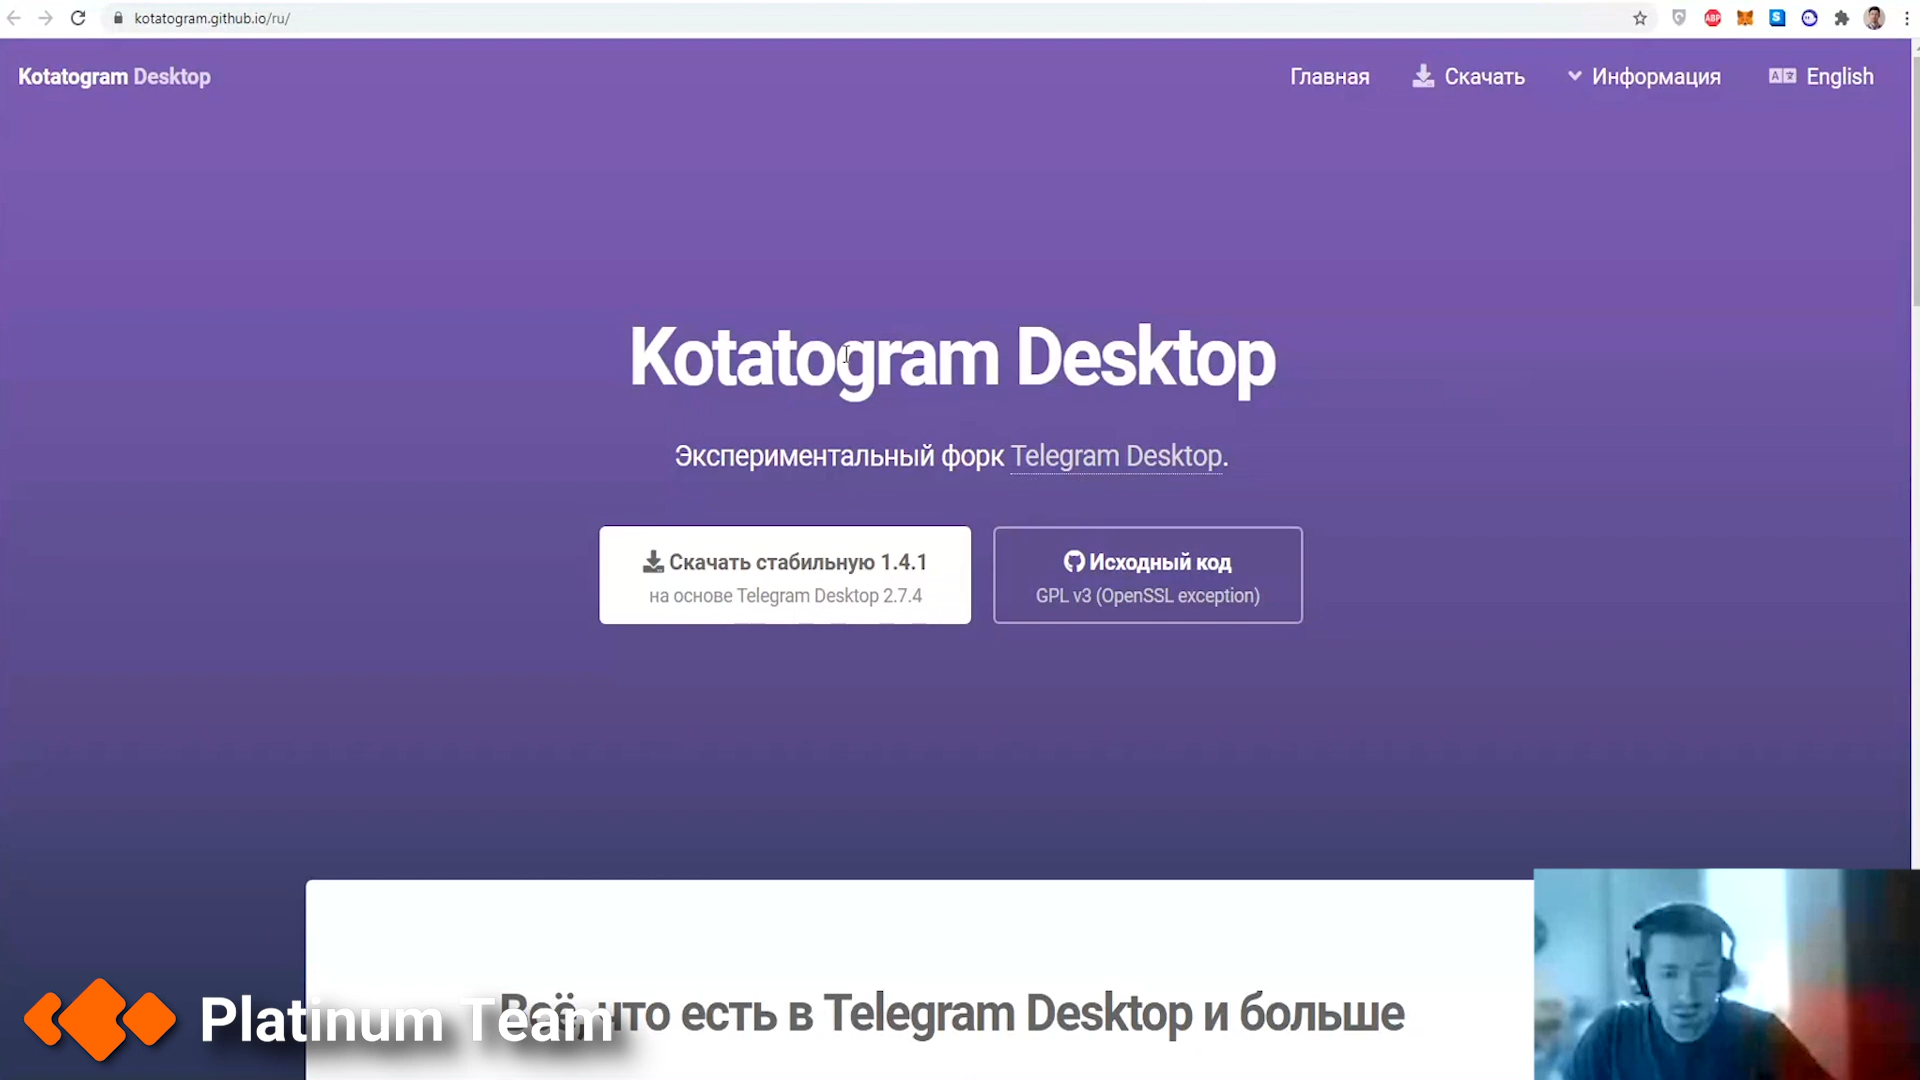 kotatogram.github.io/ru/
ABP
S
Kotatogram Desktop
Главная
Скачать
Информация
English
Kotatogram Desktop
Экспериментальный форк Telegram Desktop.
Скачать стабильную 1.4.1
на основе Telegram Desktop 2.7.4
Исходный код
GPL v3 (OpenSSL exception)
Всё, что есть в Telegram Desktop и больше
Platinum Team